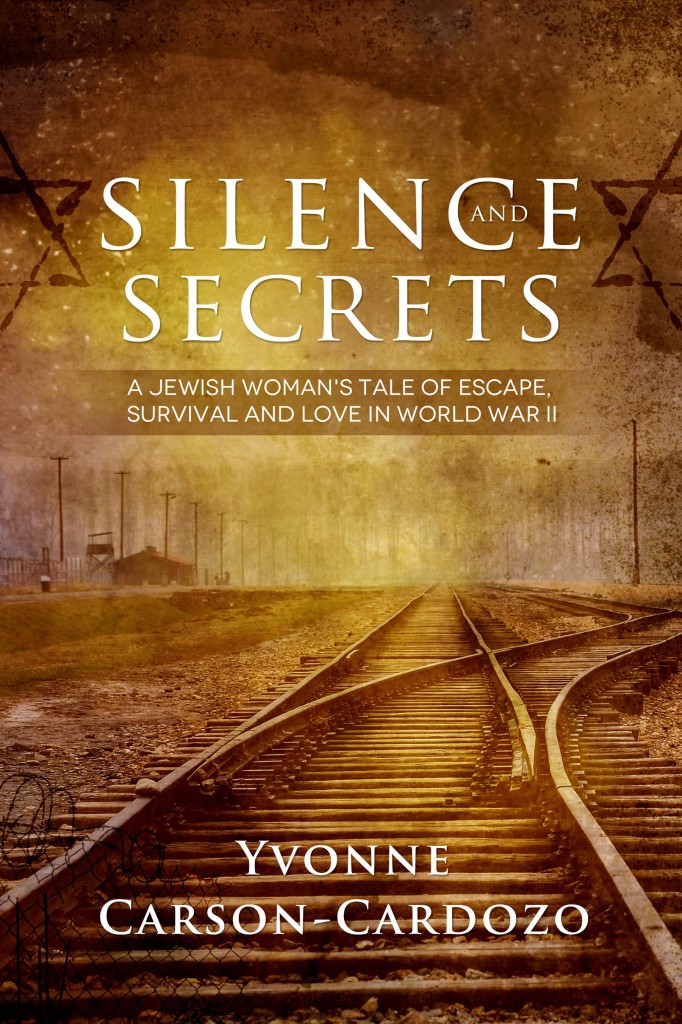 SILENCE AND
SECRETS
A JEWISH WOMAN'S TALE OF ESCAPE,
SURVIVAL AND LOVE IN WORLD WAR II
YVONNE
CARSON-CARDOZO